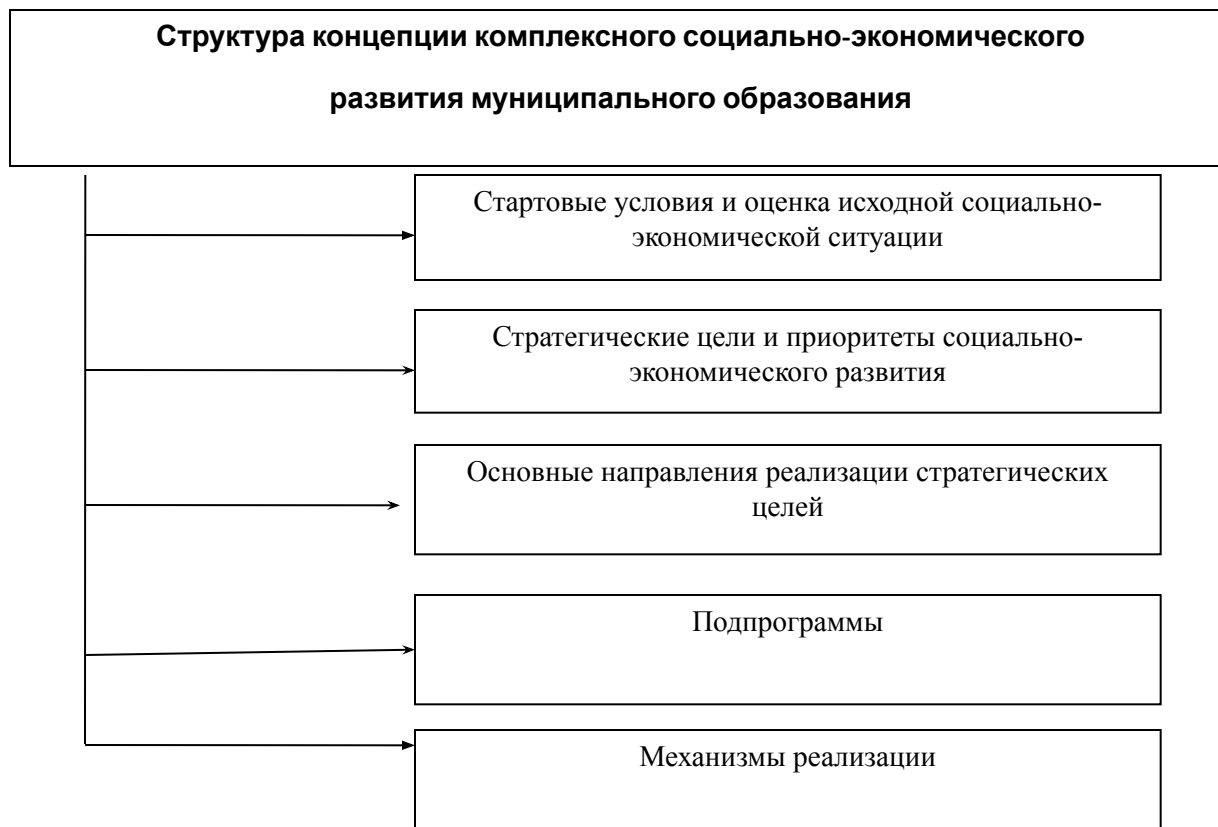 Структура концепции комплексного социально-экономического
развития муниципального образования
Стартовые условия и оценка исходной социально-
экономической ситуации
Стратегические цели и приоритеты социально-
экономического развития
Основные направления реализации стратегических
целей
Подпрограммы
Механизмы реализации